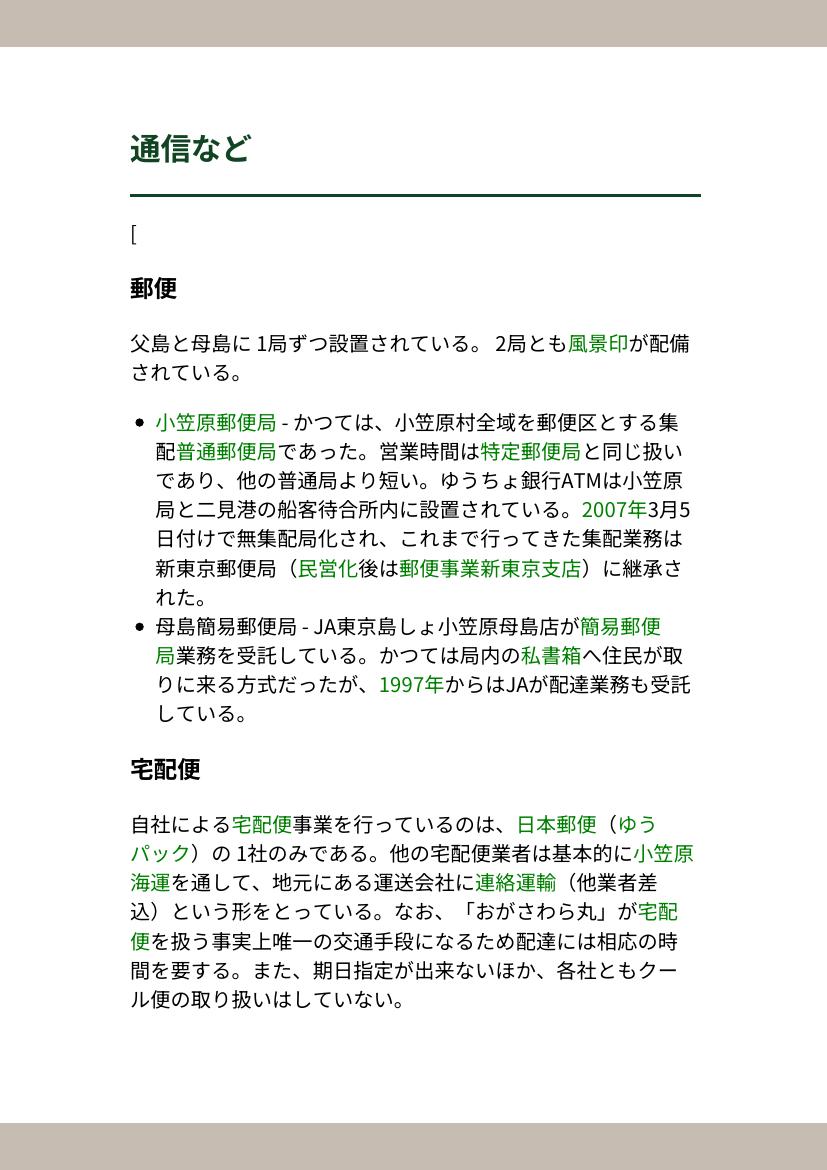 通信など
[
郵便
父島と母島に 1局ずつ設置されている。 2局とも風景印が配備
されている。
小笠原郵便局 - かつては、小笠原村全域を郵便区とする集
配普通郵便局であった。営業時間は特定郵便局と同じ扱い
であり、他の普通局より短い。ゆうちょ銀行ATMは小笠原
局と二見港の船客待合所内に設置されている。2007年3月5
日付けで無集配局化され、これまで行ってきた集配業務は
新東京郵便局（民営化後は郵便事業新東京支店）に継承さ
れた。
母島簡易郵便局 - JA東京島しょ小笠原母島店が簡易郵便
局業務を受託している。かつては局内の私書箱へ住民が取
りに来る方式だったが、1997年からはJAが配達業務も受託
している。
宅配便
自社による宅配便事業を行っているのは、日本郵便（ゆう
パック）の 1社のみである。他の宅配便業者は基本的に小笠原
海運を通して、地元にある運送会社に連絡運輸（他業者差
込）という形をとっている。なお、「おがさわら丸」が宅配
便を扱う事実上唯一の交通手段になるため配達には相応の時
間を要する。また、期日指定が出来ないほか、各社ともクー
ル便の取り扱いはしていない。